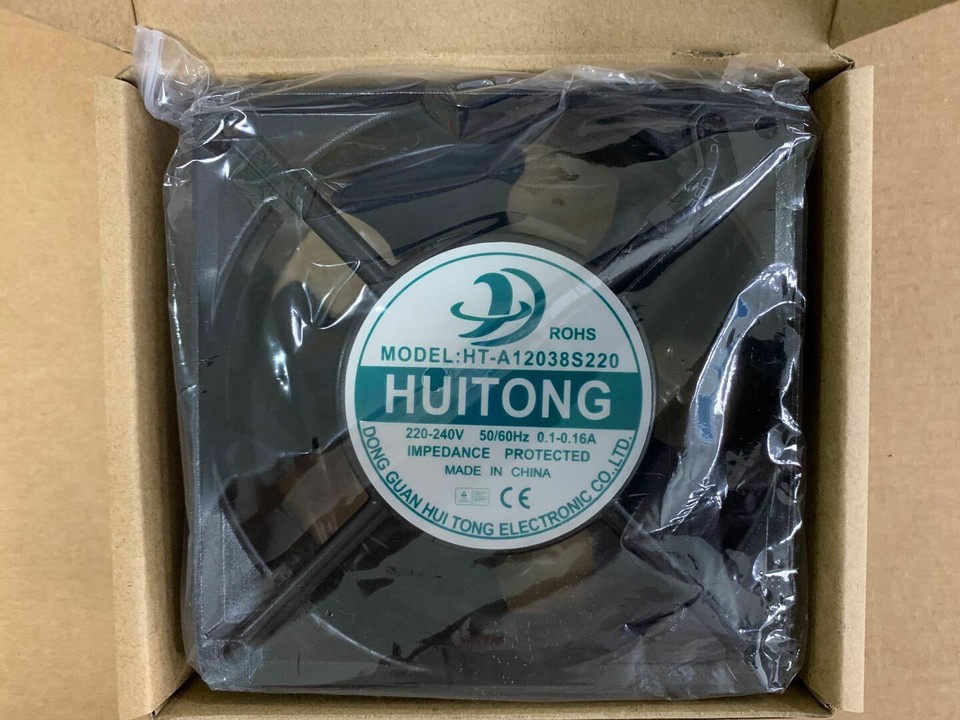 ROHS
MODEL:HT-A12038S220
HUITONG
220-240V 50/60Hz 0.1-0.16A
IMPEDANCE PROTECTED
MADE IN CHINA
CE
DONG GUAN HUI TONG ELECTRONIC CO.,LTD.